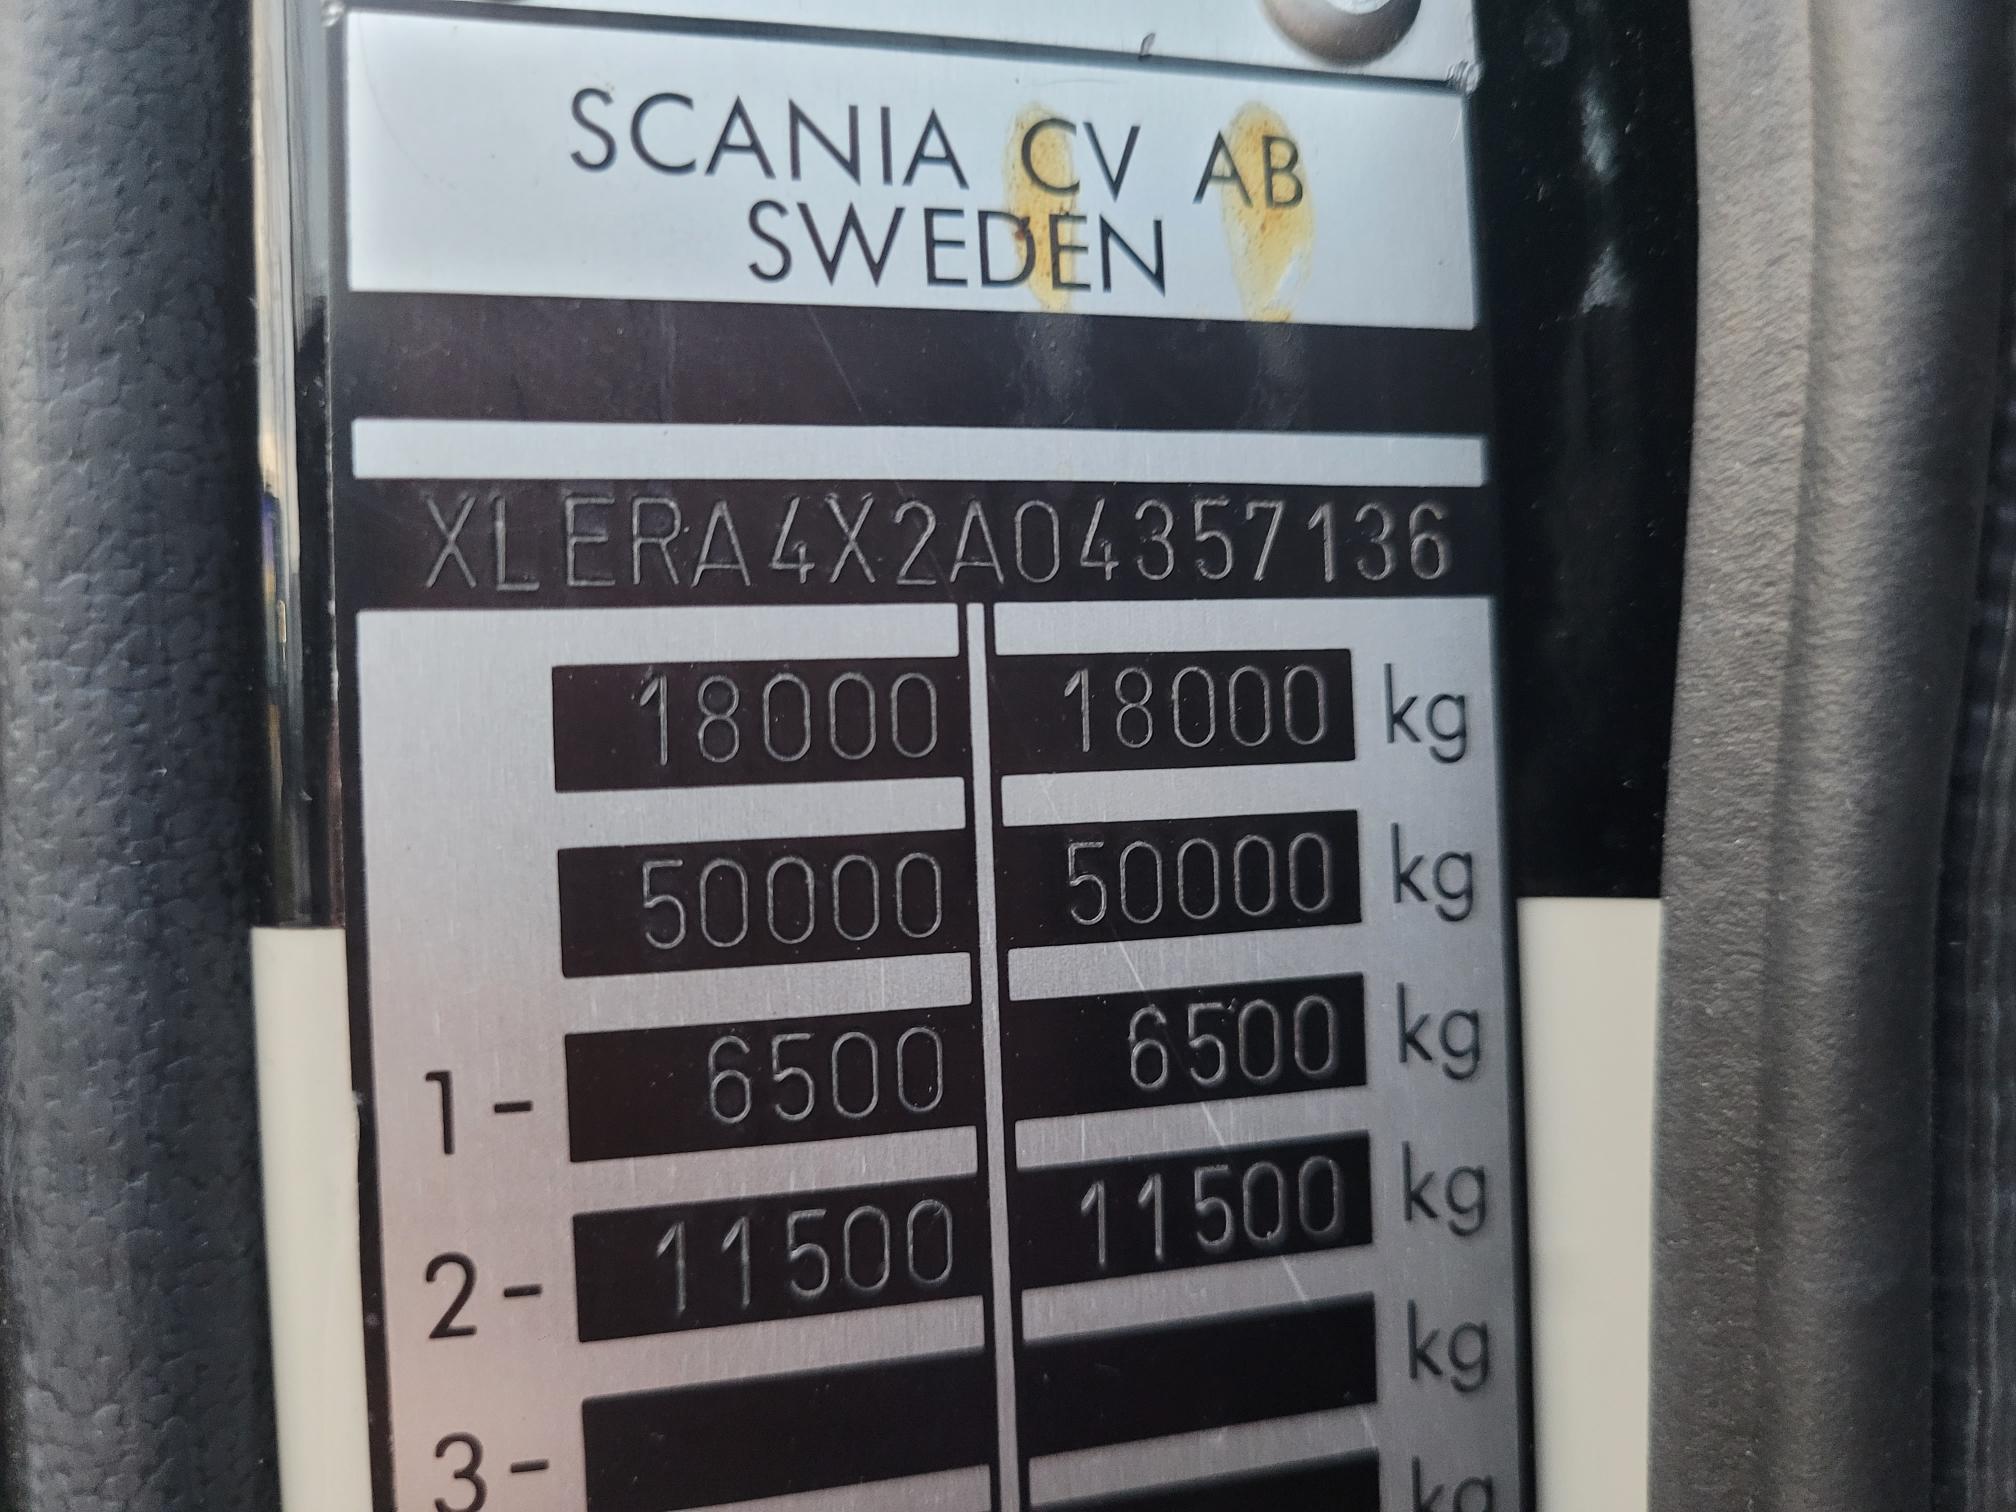 SCANIA CV AB
SWEDEN
XLERA4X2A04357136
18000 18000 kg
50000 50000 kg
1- 6500 6500 kg
2- 11500 11500 kg
kg
3- kg